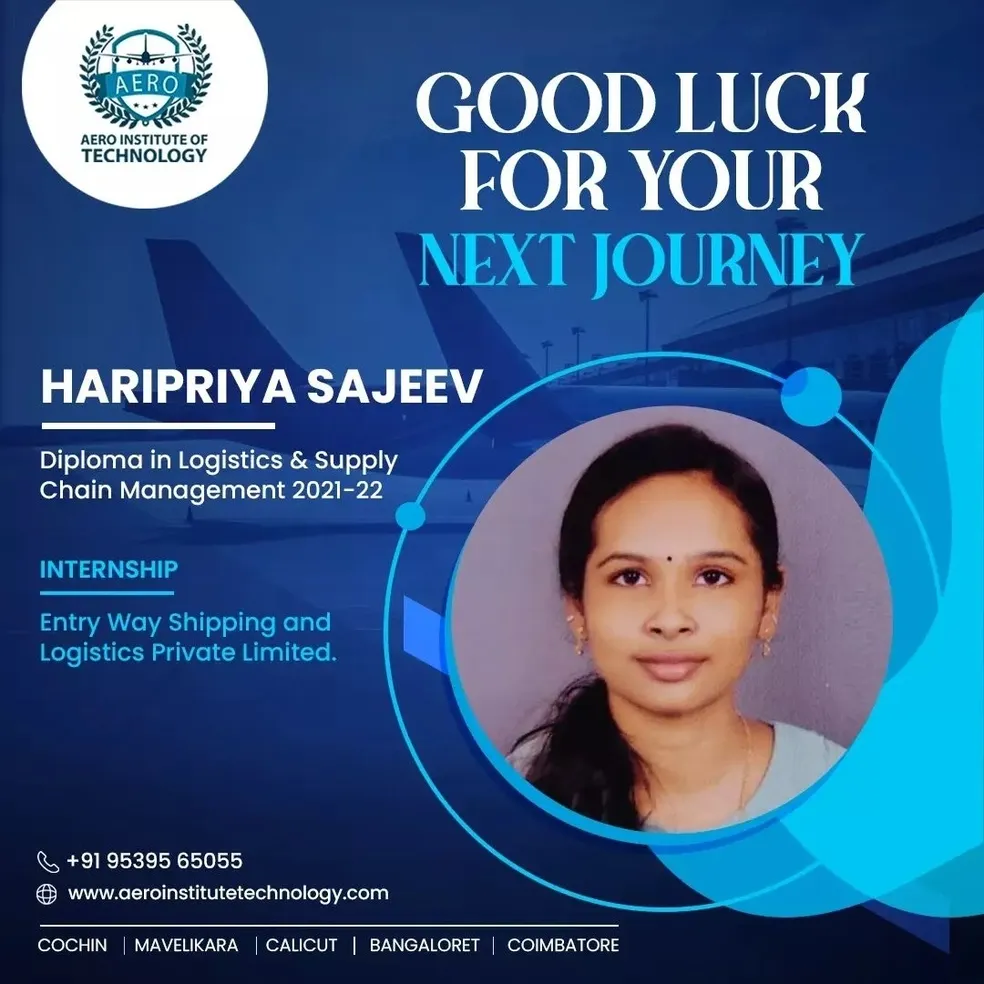 AERO
AERO INSTITUTE OF
TECHNOLOGY
GOOD LUCK
FOR YOUR
NEXT JOURNEY
HARIPRIYA SAJEEV
Diploma in Logistics & Supply
Chain Management 2021-22
INTERNSHIP
Entry Way Shipping and
Logistics Private Limited.
+91 95395 65055
www.aeroinstitutetechnology.com
COCHIN | MAVELIKARA | CALICUT | BANGALORET | COIMBATORE